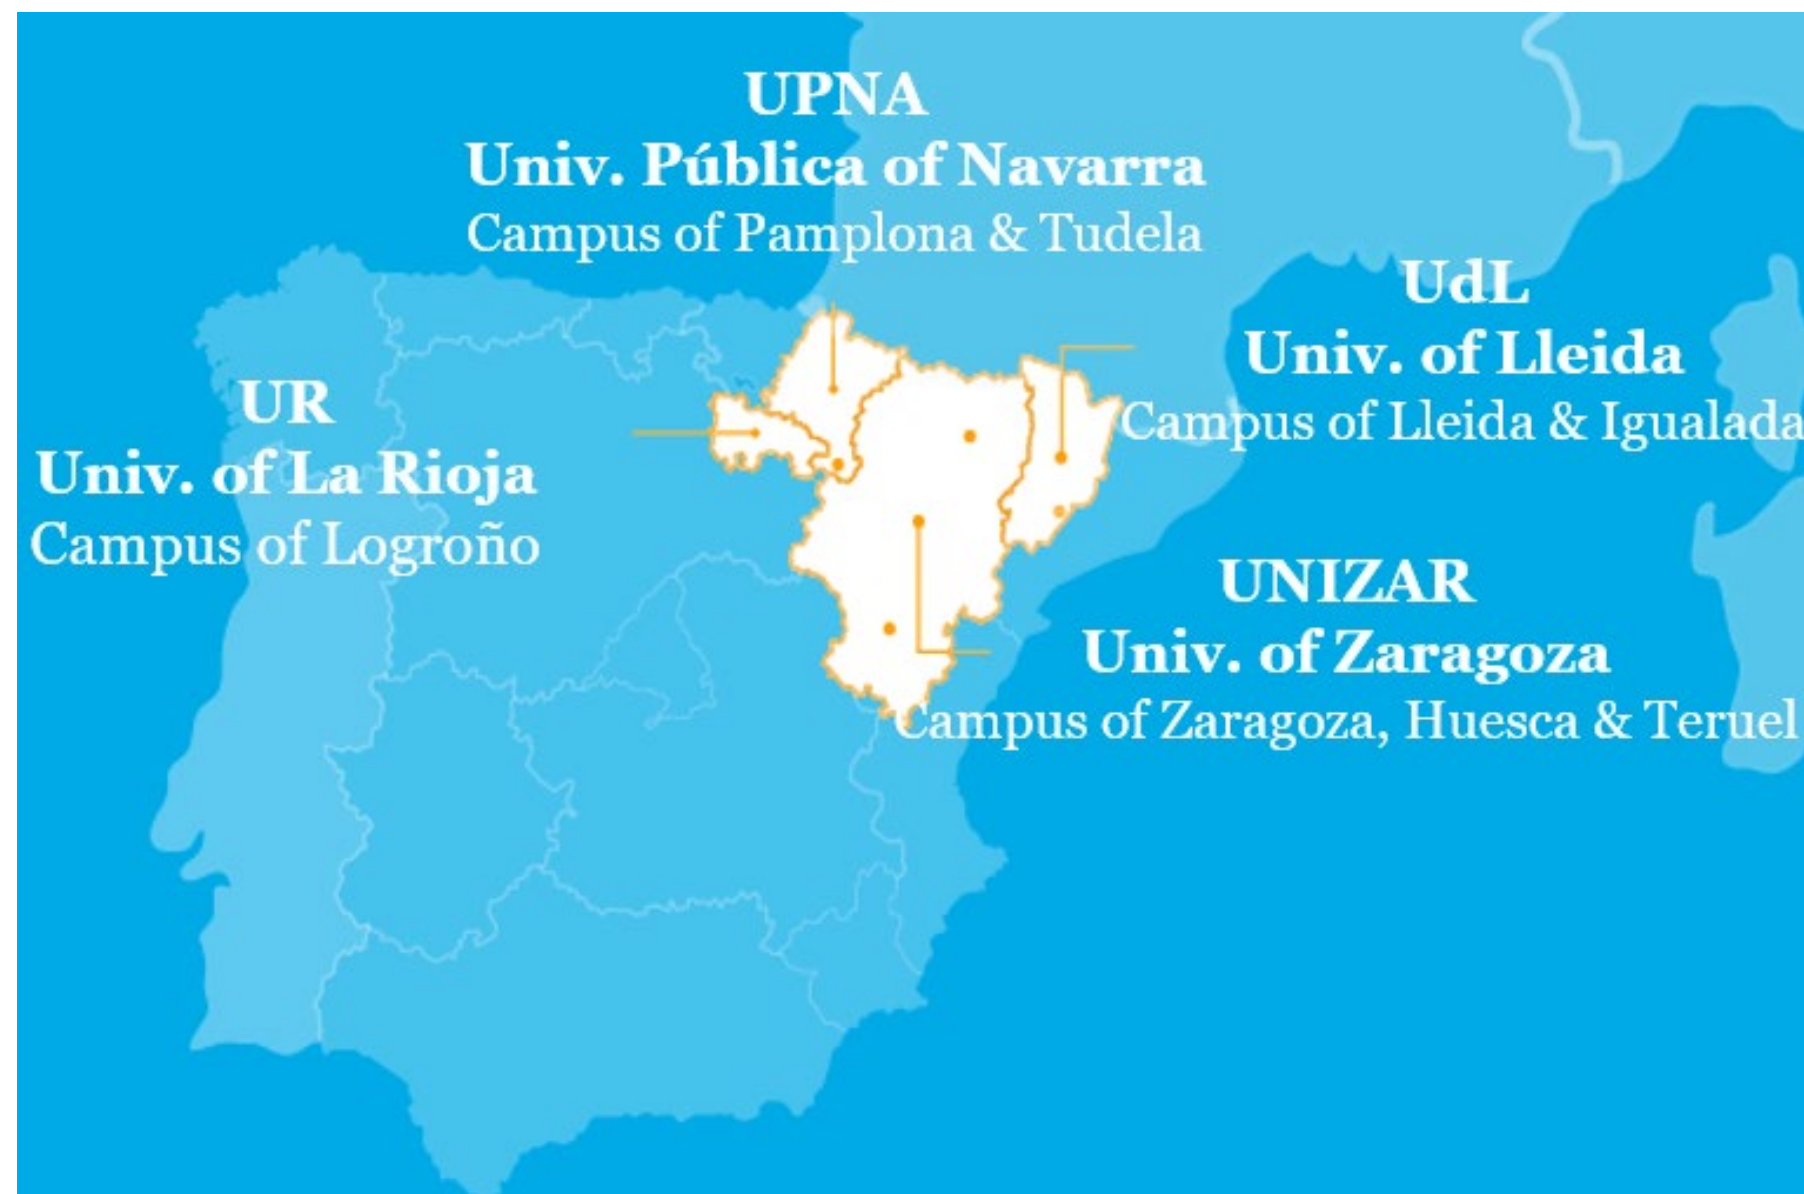 UPNA
Univ. Pública of Navarra
Campus of Pamplona & Tudela
UdL
Univ. of Lleida
Campus of Lleida & Igualada
UR
Univ. of La Rioja
Campus of Logroño
UNIZAR
Univ. of Zaragoza
Campus of Zaragoza, Huesca & Teruel